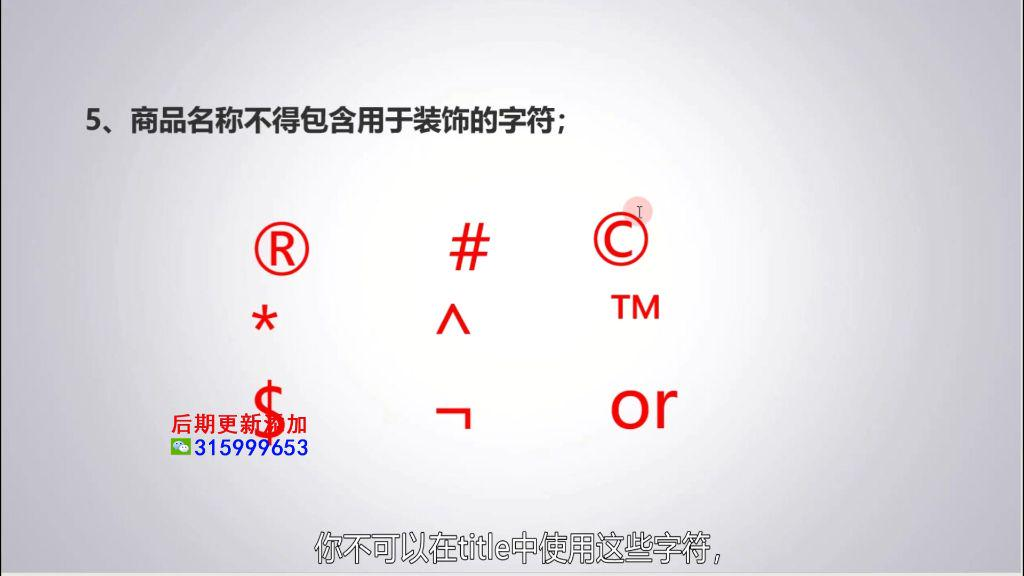 5、商品名称不得包含用于装饰的字符；
® # ©
* ^ ™
$ ¬ or
后期更新添加
315999653
你不可以在title中使用这些字符，